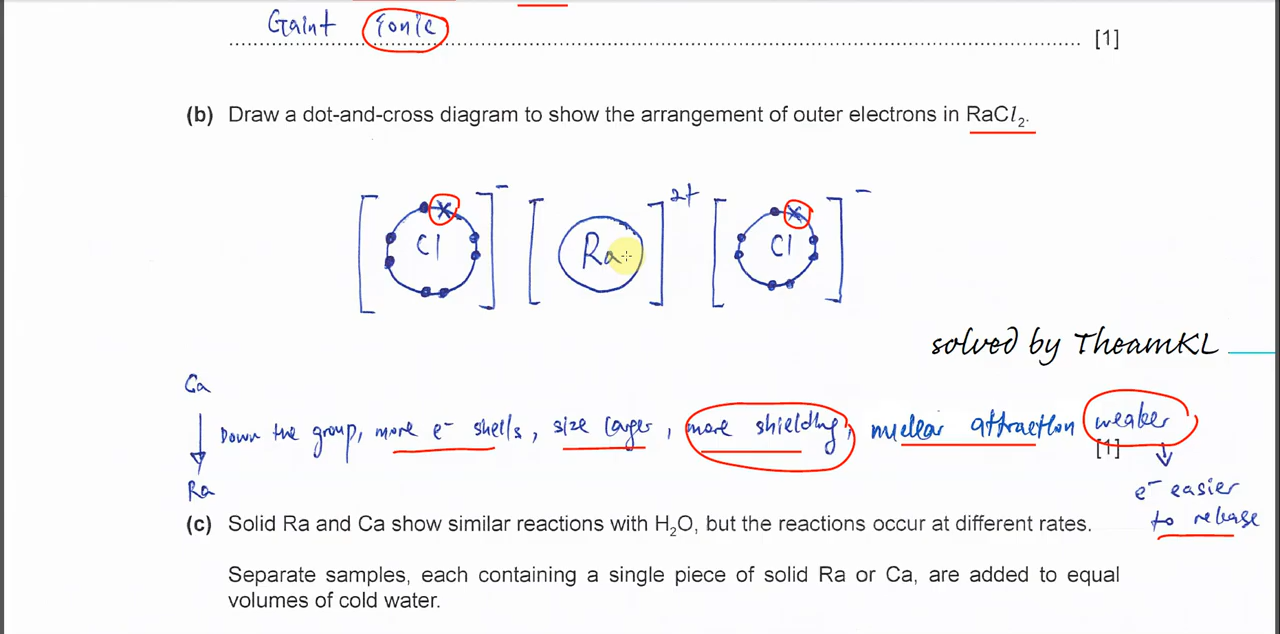 Gaint Ionic
[1]
(b) Draw a dot-and-cross diagram to show the arrangement of outer electrons in RaCl₂.
[ Cl ]⁻ [ Ra ]²⁺ [ Cl ]⁻
solved by TheamKL
Ca
Down the group, more e⁻ shells, size larger, more shielding, nuclear attraction weaker
[1]
Ra
e⁻ easier
to release
(c) Solid Ra and Ca show similar reactions with H₂O, but the reactions occur at different rates.
Separate samples, each containing a single piece of solid Ra or Ca, are added to equal
volumes of cold water.